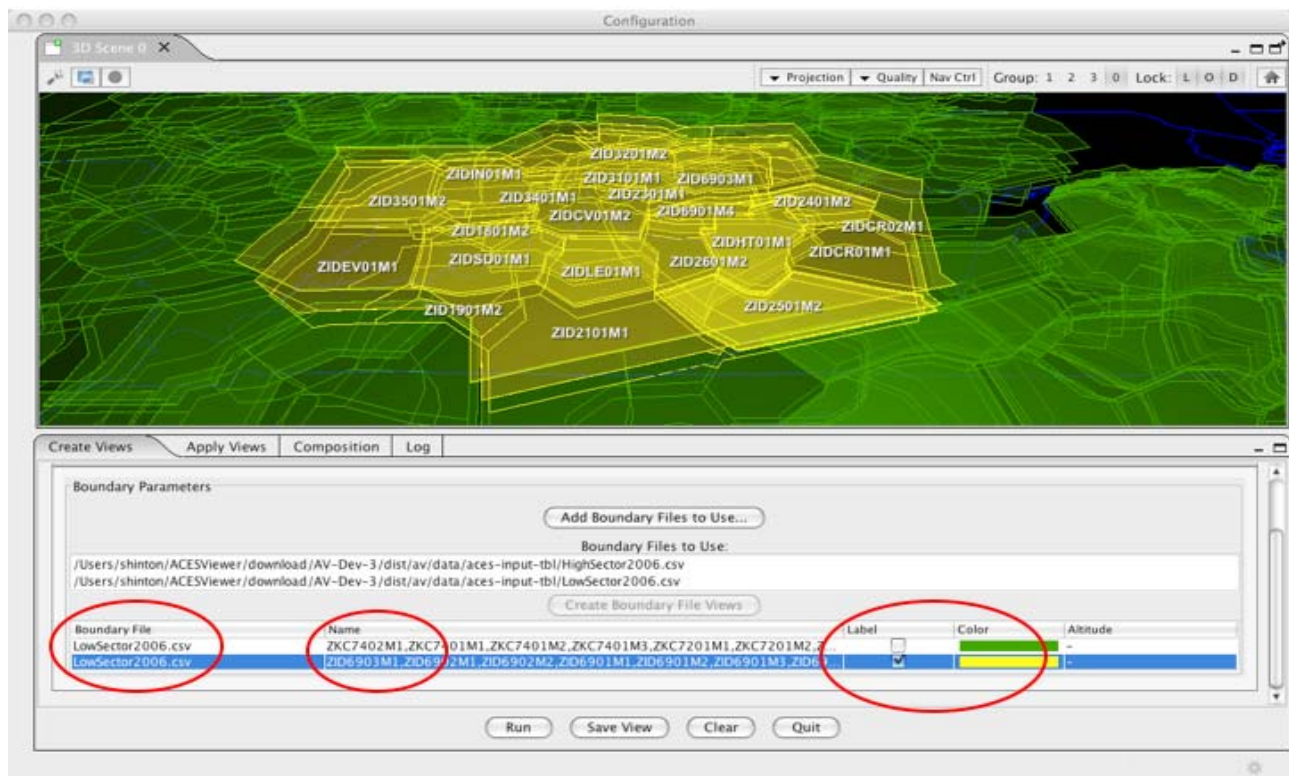 Configuration
3D Scene 0
Projection Quality Nav Ctrl Group: 1 2 3 0 Lock: L O D
ZID3201M2
ZIDIN01M1 ZID3101M1 ZID6903M1
ZID3501M2 ZID3401M1 ZID2301M1 ZID2401M2
ZIDCV01M2 ZID6901M4
ZID1801M2 ZIDCR02M1
ZIDHT01M1
ZIDEV01M1 ZIDSD01M1 ZIDLE01M1 ZID2601M2 ZIDCR01M1
ZID1901M2 ZID2501M2
ZID2101M1
Create Views Apply Views Composition Log
Boundary Parameters
Add Boundary Files to Use...
Boundary Files to Use:
/Users/shinton/ACESViewer/download/AV-Dev-3/dist/av/data/aces-input-tbl/HighSector2006.csv
/Users/shinton/ACESViewer/download/AV-Dev-3/dist/av/data/aces-input-tbl/LowSector2006.csv
Create Boundary File Views
Boundary File Name Label Color Altitude
LowSector2006.csv ZKC7402M1,ZKC7401M1,ZKC7401M2,ZKC7401M3,ZKC7201M1,ZKC7201M2,Z... -
LowSector2006.csv ZID6903M1,ZID6902M1,ZID6902M2,ZID6901M1,ZID6901M2,ZID6901M3,ZID69... -
Run Save View Clear Quit